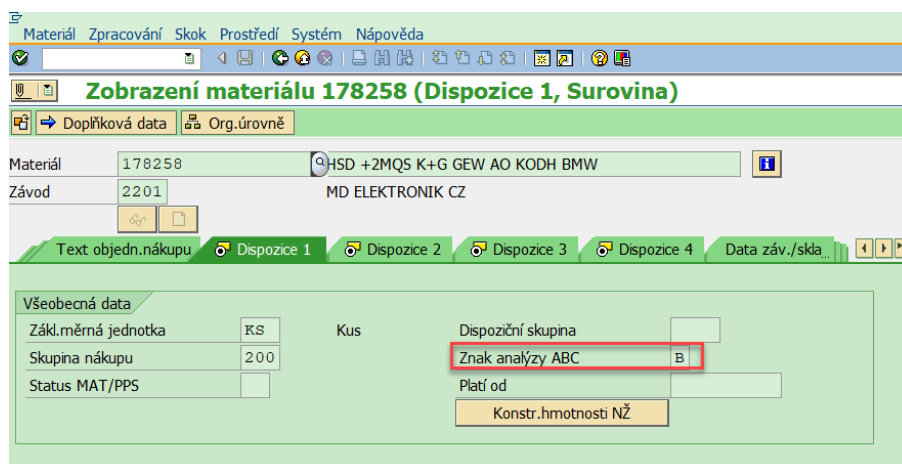 Materiál Zpracování Skok Prostředí Systém Nápověda
Zobrazení materiálu 178258 (Dispozice 1, Surovina)
Doplňková data Org.úrovně
Materiál 178258 HSD +2MQS K+G GEW AO KODH BMW
Závod 2201 MD ELEKTRONIK CZ
Text objedn.nákupu Dispozice 1 Dispozice 2 Dispozice 3 Dispozice 4 Data záv./skla...
Všeobecná data
Zákl.měrná jednotka KS Kus Dispoziční skupina
Skupina nákupu 200 Znak analýzy ABC B
Status MAT/PPS Platí od
Konstr.hmotnosti NŽ